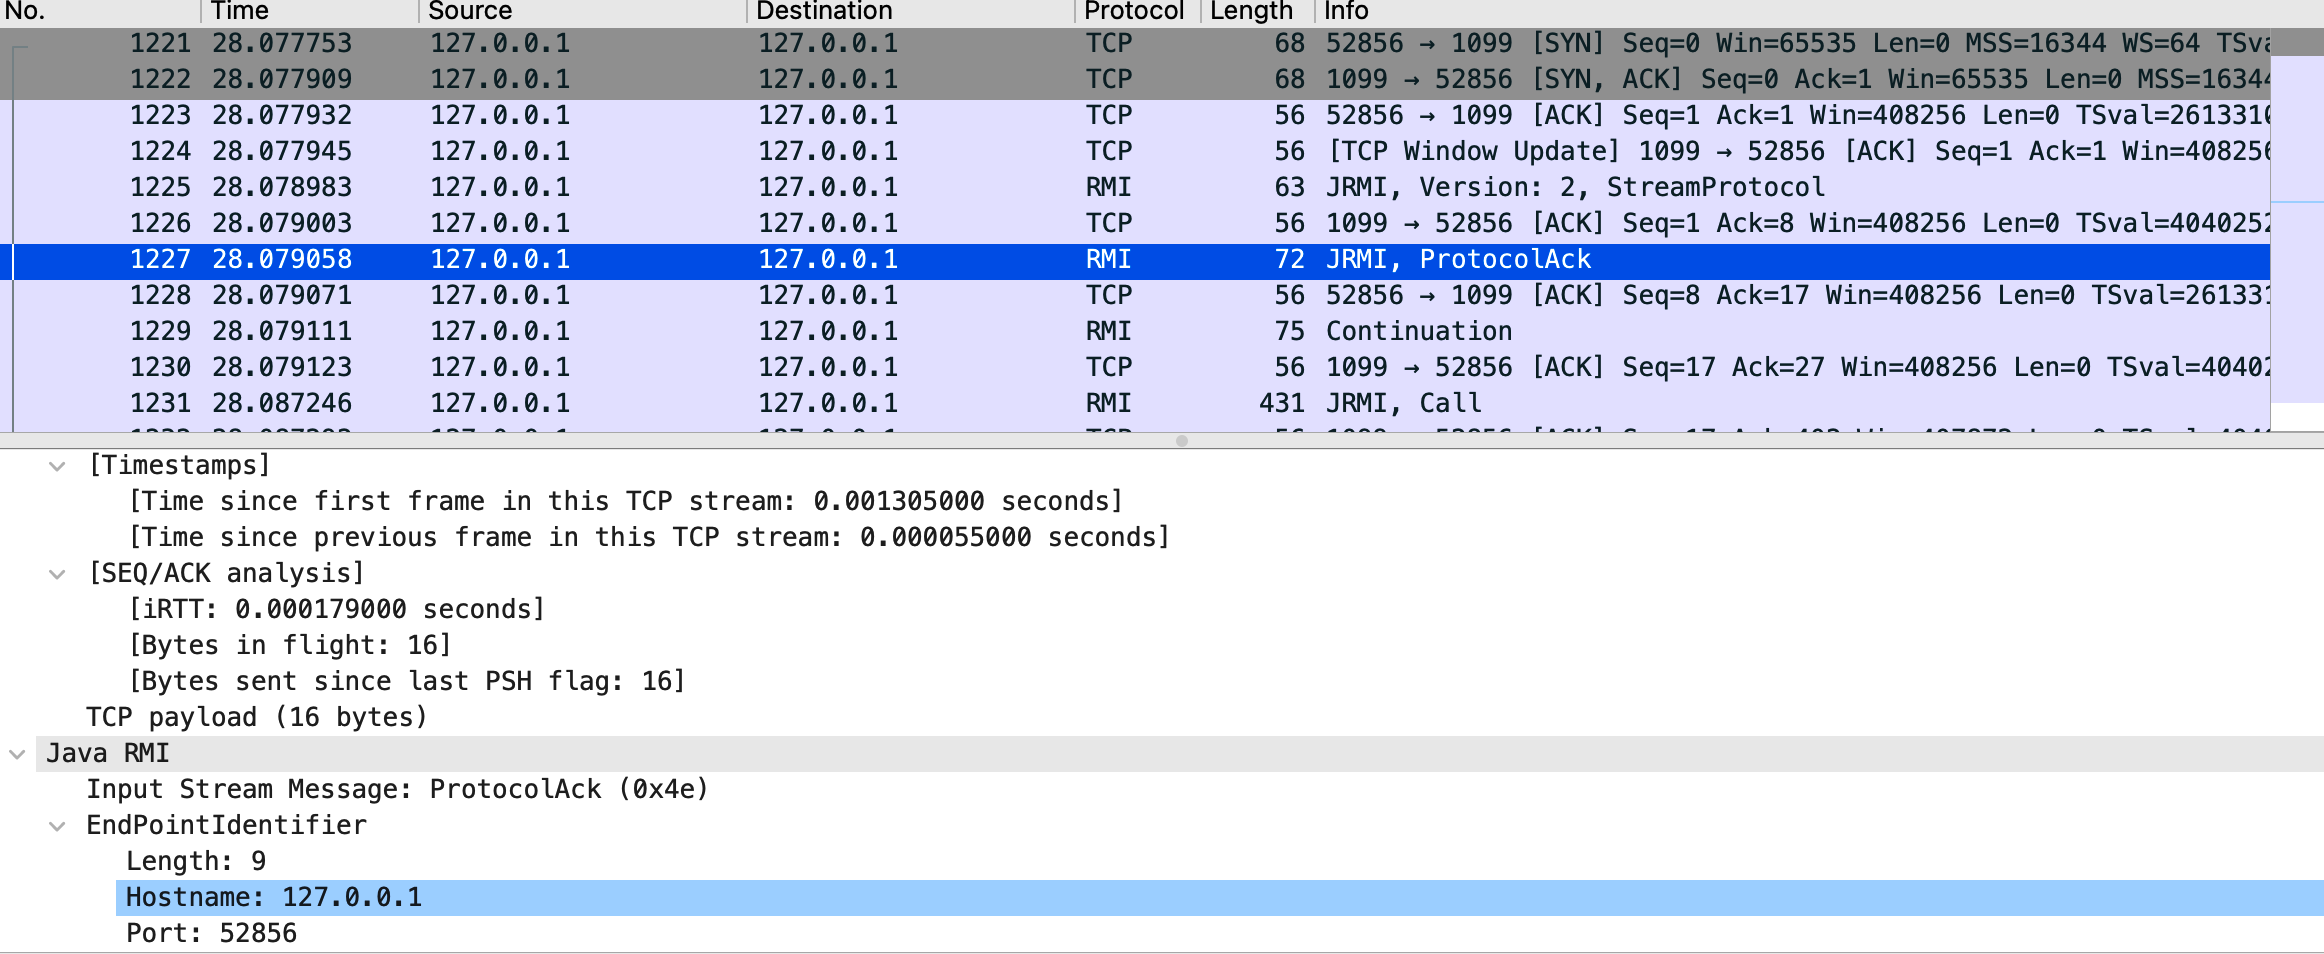 No. Time Source Destination Protocol Length Info
1221 28.077753 127.0.0.1 127.0.0.1 TCP 68 52856 → 1099 [SYN] Seq=0 Win=65535 Len=0 MSS=16344 WS=64
1222 28.077909 127.0.0.1 127.0.0.1 TCP 68 1099 → 52856 [SYN, ACK] Seq=0 Ack=1 Win=65535 Len=0 MSS=16344
1223 28.077932 127.0.0.1 127.0.0.1 TCP 56 52856 → 1099 [ACK] Seq=1 Ack=1 Win=408256 Len=0 TSval=2613310
1224 28.077945 127.0.0.1 127.0.0.1 TCP 56 [TCP Window Update] 1099 → 52856 [ACK] Seq=1 Ack=1 Win=408256
1225 28.078983 127.0.0.1 127.0.0.1 RMI 63 JRMI, Version: 2, StreamProtocol
1226 28.079003 127.0.0.1 127.0.0.1 TCP 56 1099 → 52856 [ACK] Seq=1 Ack=8 Win=408256 Len=0 TSval=4040252
1227 28.079058 127.0.0.1 127.0.0.1 RMI 72 JRMI, ProtocolAck
1228 28.079071 127.0.0.1 127.0.0.1 TCP 56 52856 → 1099 [ACK] Seq=8 Ack=17 Win=408256 Len=0 TSval=261331
1229 28.079111 127.0.0.1 127.0.0.1 RMI 75 Continuation
1230 28.079123 127.0.0.1 127.0.0.1 TCP 56 1099 → 52856 [ACK] Seq=17 Ack=27 Win=408256 Len=0 TSval=40402
1231 28.087246 127.0.0.1 127.0.0.1 RMI 431 JRMI, Call
[Timestamps]
[Time since first frame in this TCP stream: 0.001305000 seconds]
[Time since previous frame in this TCP stream: 0.000055000 seconds]
[SEQ/ACK analysis]
[iRTT: 0.000179000 seconds]
[Bytes in flight: 16]
[Bytes sent since last PSH flag: 16]
TCP payload (16 bytes)
Java RMI
Input Stream Message: ProtocolAck (0x4e)
EndPointIdentifier
Length: 9
Hostname: 127.0.0.1
Port: 52856